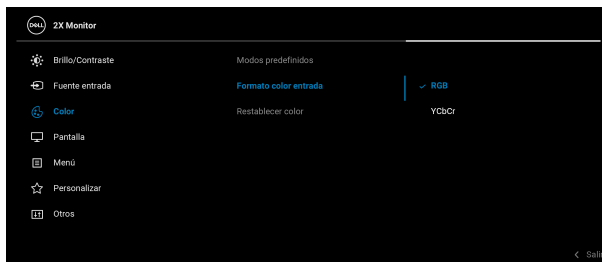 DELL 2X Monitor
Brillo/Contraste Modos predefinidos
Fuente entrada Formato color entrada RGB
Color Restablecer color YCbCr
Pantalla
Menú
Personalizar
Otros
Salir